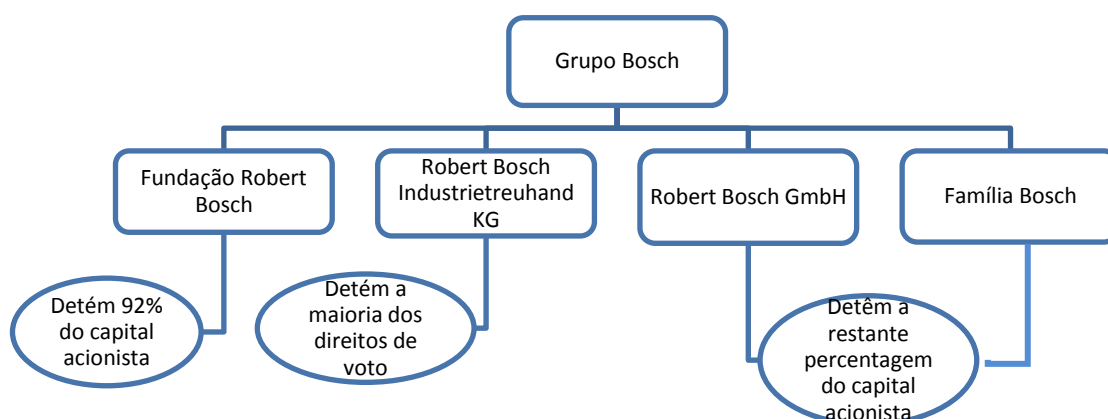 Grupo Bosch
Fundação Robert
Bosch
Robert Bosch
Industrietreuhand
KG
Robert Bosch GmbH
Família Bosch
Detém 92%
do capital
acionista
Detém a
maioria dos
direitos de
voto
Detêm a
restante
percentagem
do capital
acionista